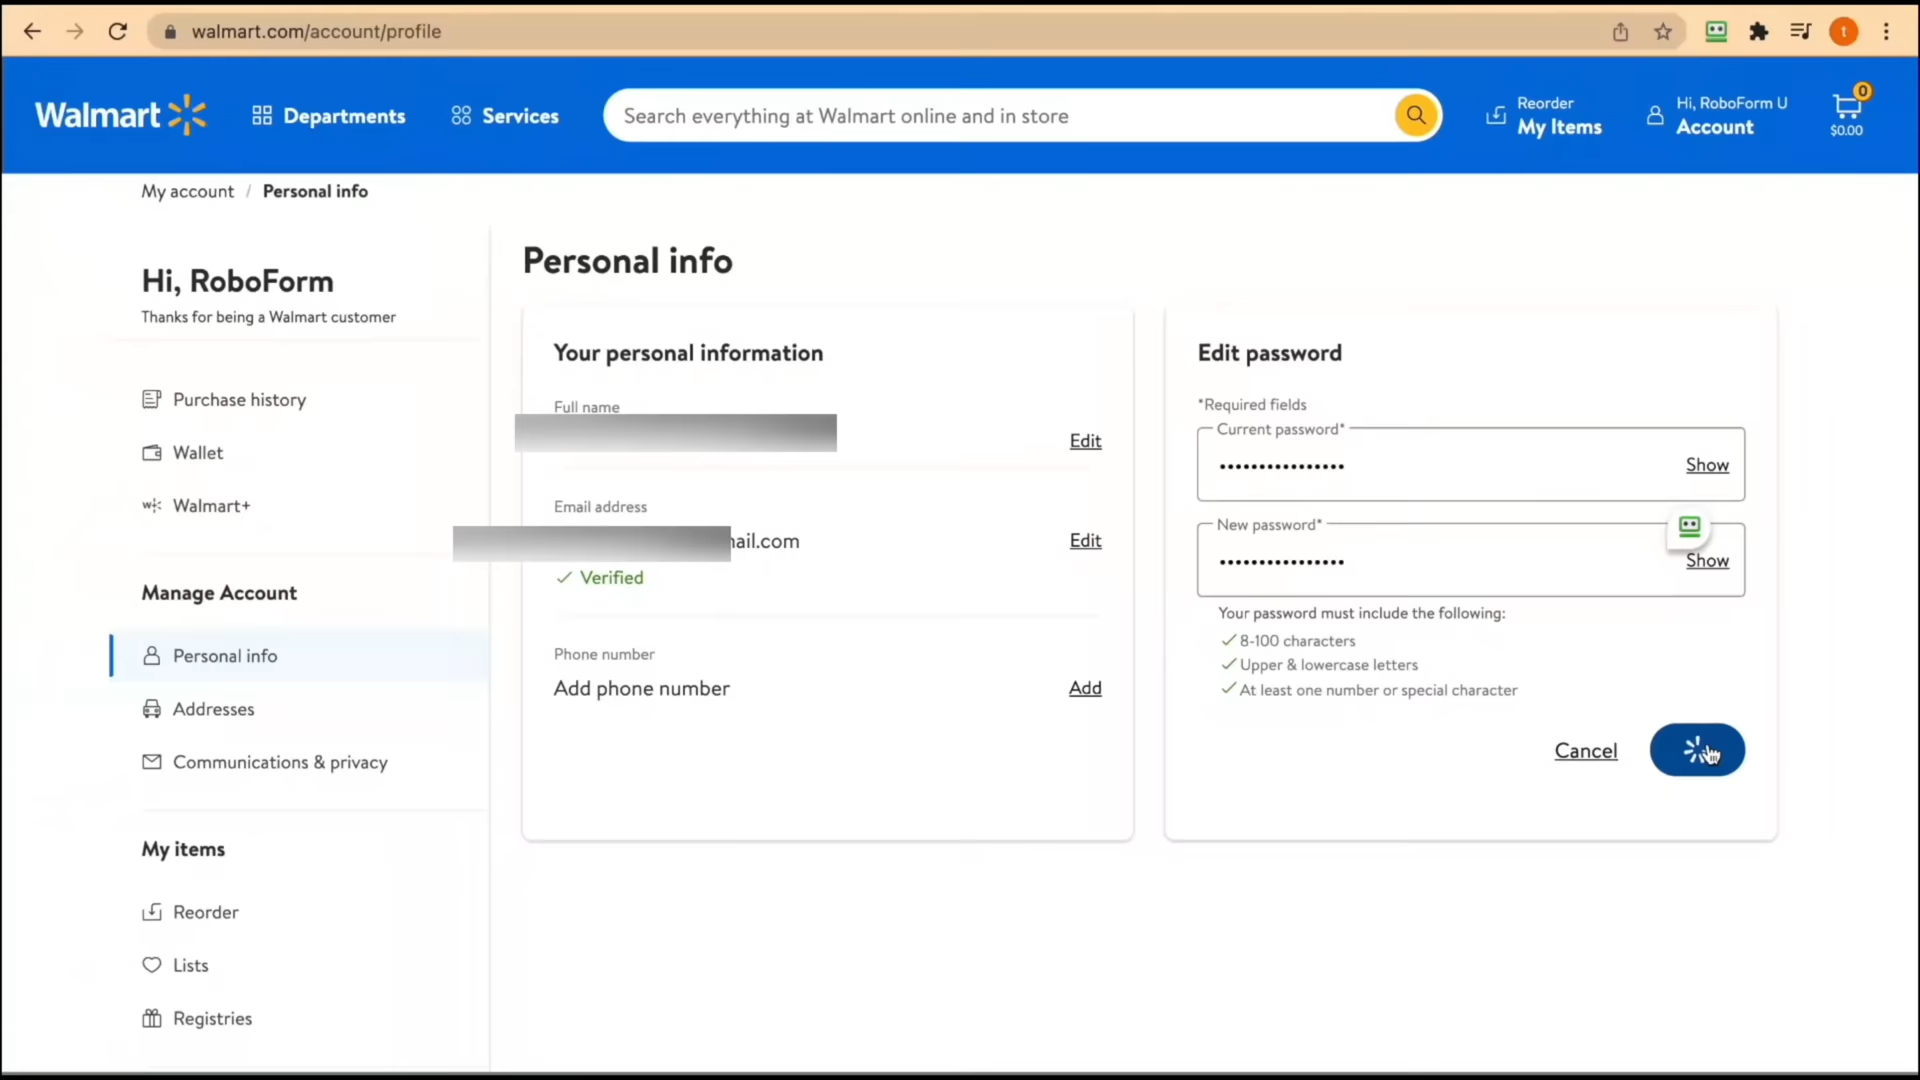 walmart.com/account/profile
t
Walmart
Departments
Services
Search everything at Walmart online and in store
Reorder
My Items
Hi, RoboForm U
Account
0
$0.00
My account / Personal info
Hi, RoboForm
Thanks for being a Walmart customer
Purchase history
Wallet
Walmart+
Manage Account
Personal info
Addresses
Communications & privacy
My items
Reorder
Lists
Registries
Personal info
Your personal information
Full name
Edit
Email address
ail.com
Edit
Verified
Phone number
Add phone number
Add
Edit password
*Required fields
Current password*
••••••••••••••••
Show
New password*
••••••••••••••••
Show
Your password must include the following:
8-100 characters
Upper & lowercase letters
At least one number or special character
Cancel